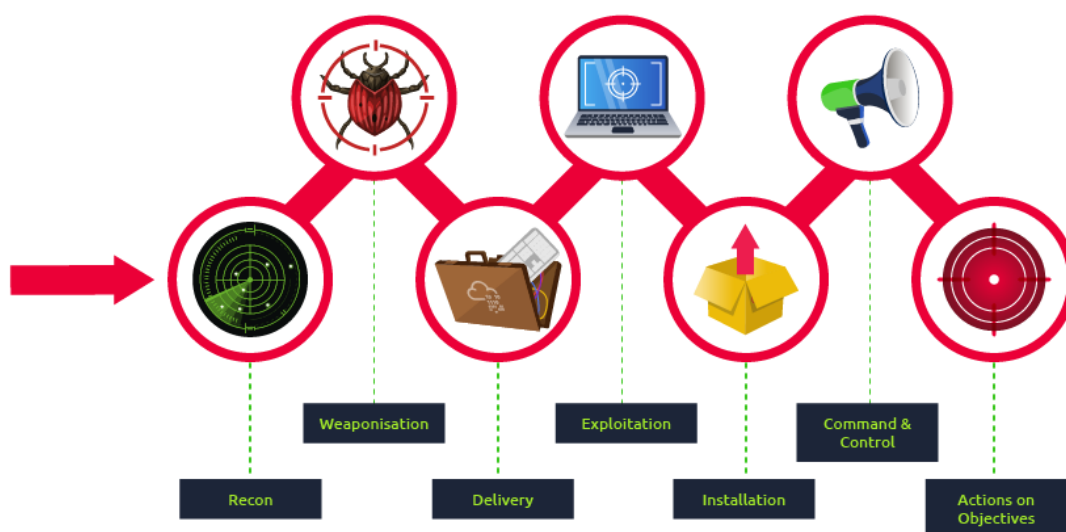 Recon
Weaponisation
Delivery
Exploitation
Installation
Command &
Control
Actions on
Objectives